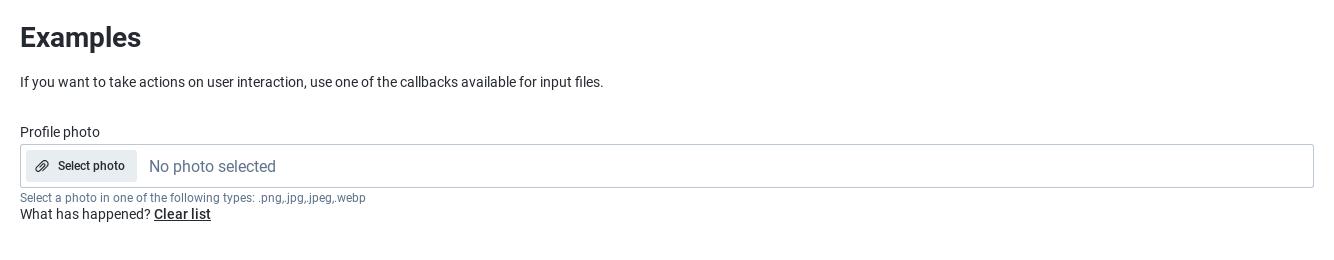 Examples
If you want to take actions on user interaction, use one of the callbacks available for input files.
Profile photo
Select photo No photo selected
Select a photo in one of the following types: .png,.jpg,.jpeg,.webp
What has happened? Clear list